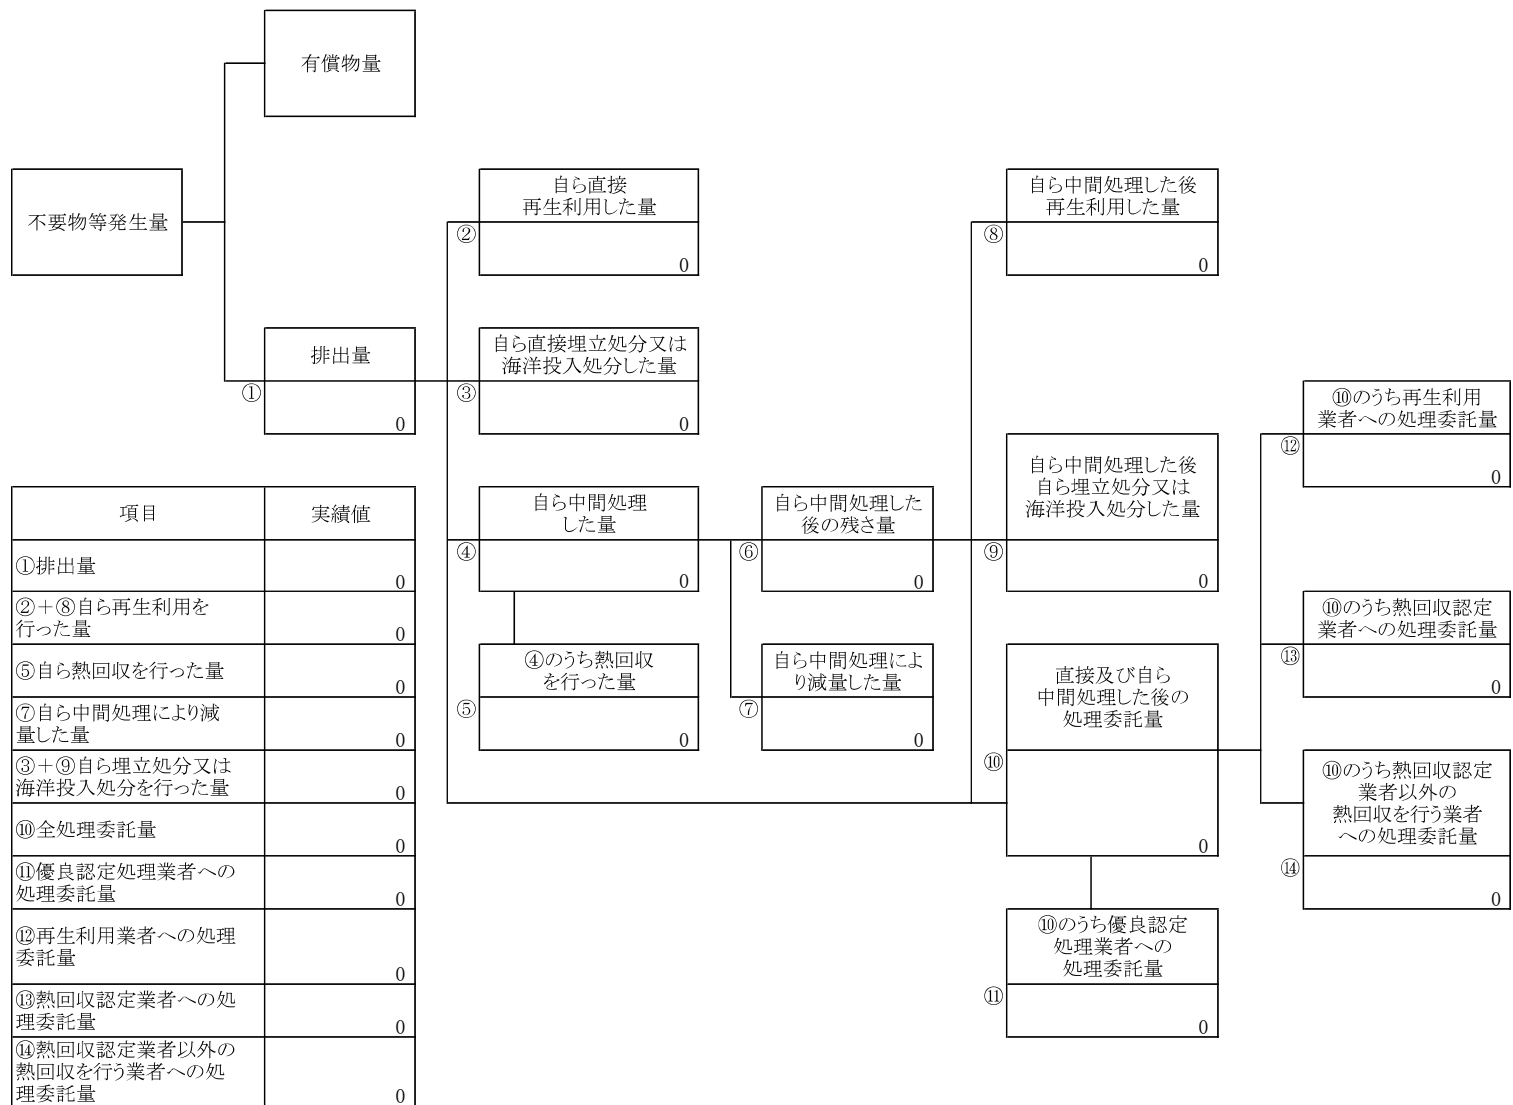 有償物量
不要物等発生量
自ら直接
再生利用した量
②
0
自ら中間処理した後
再生利用した量
⑧
0
排出量
①
0
自ら直接埋立処分又は
海洋投入処分した量
③
0
⑩のうち再生利用
業者への処理委託量
⑫
0
自ら中間処理
した量
④
0
自ら中間処理した
後の残さ量
⑥
0
自ら中間処理した後
自ら埋立処分又は
海洋投入処分した量
⑨
0
④のうち熱回収
を行った量
⑤
0
自ら中間処理によ
り減量した量
⑦
0
直接及び自ら
中間処理した後の
処理委託量
⑩
0
⑩のうち熱回収認定
業者への処理委託量
⑬
0
⑩のうち熱回収認定
業者以外の
熱回収を行う業者
への処理委託量
⑭
0
⑩のうち優良認定
処理業者への
処理委託量
⑪
0
項目 実績値
①排出量
0
②+⑧自ら再生利用を
行った量
0
⑤自ら熱回収を行った量
0
⑦自ら中間処理により減
量した量
0
③+⑨自ら埋立処分又は
海洋投入処分を行った量
0
⑩全処理委託量
0
⑪優良認定処理業者への
処理委託量
0
⑫再生利用業者への処理
委託量
0
⑬熱回収認定業者への処
理委託量
0
⑭熱回収認定業者以外の
熱回収を行う業者への処
理委託量
0